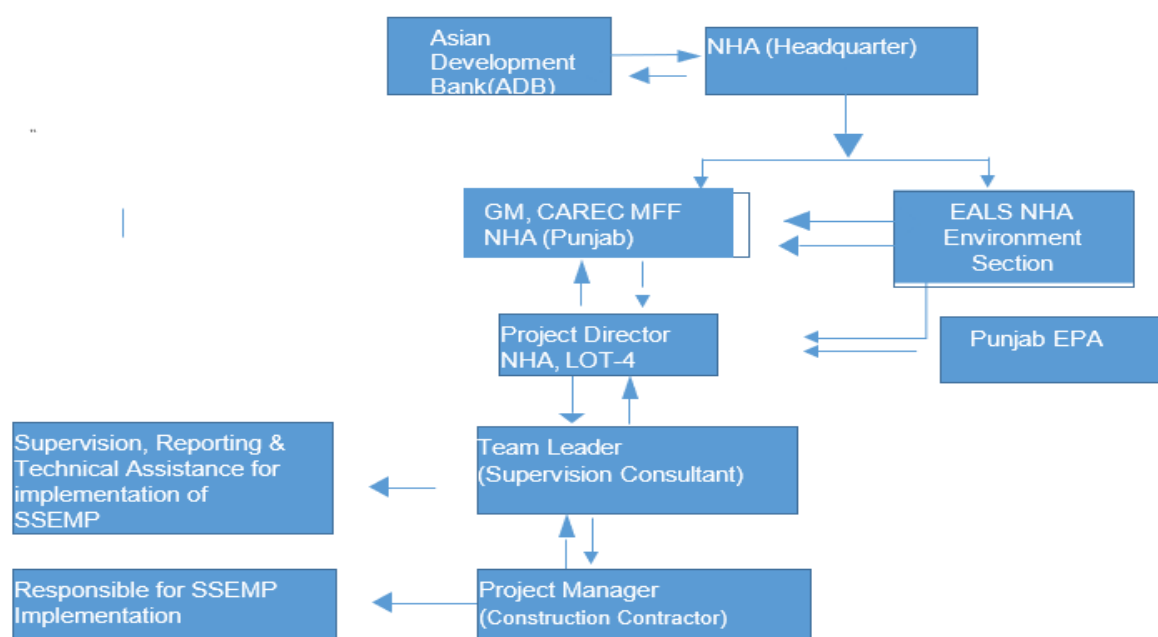 Asian
Development
Bank(ADB)
NHA (Headquarter)
GM, CAREC MFF
NHA (Punjab)
EALS NHA
Environment
Section
Project Director
NHA, LOT-4
Punjab EPA
Supervision, Reporting &
Technical Assistance for
implementation of
SSEMP
Team Leader
(Supervision Consultant)
Responsible for SSEMP
Implementation
Project Manager
(Construction Contractor)